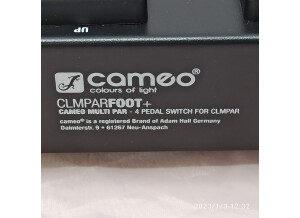 UP
cameo®
colours of light
CLMPARFOOT+
CAMEO MULTI PAR - 4 PEDAL SWITCH FOR CLMPAR
cameo® is a registered Brand of Adam Hall Germany
Daimlerstr. 9 • 61267 Neu-Anspach